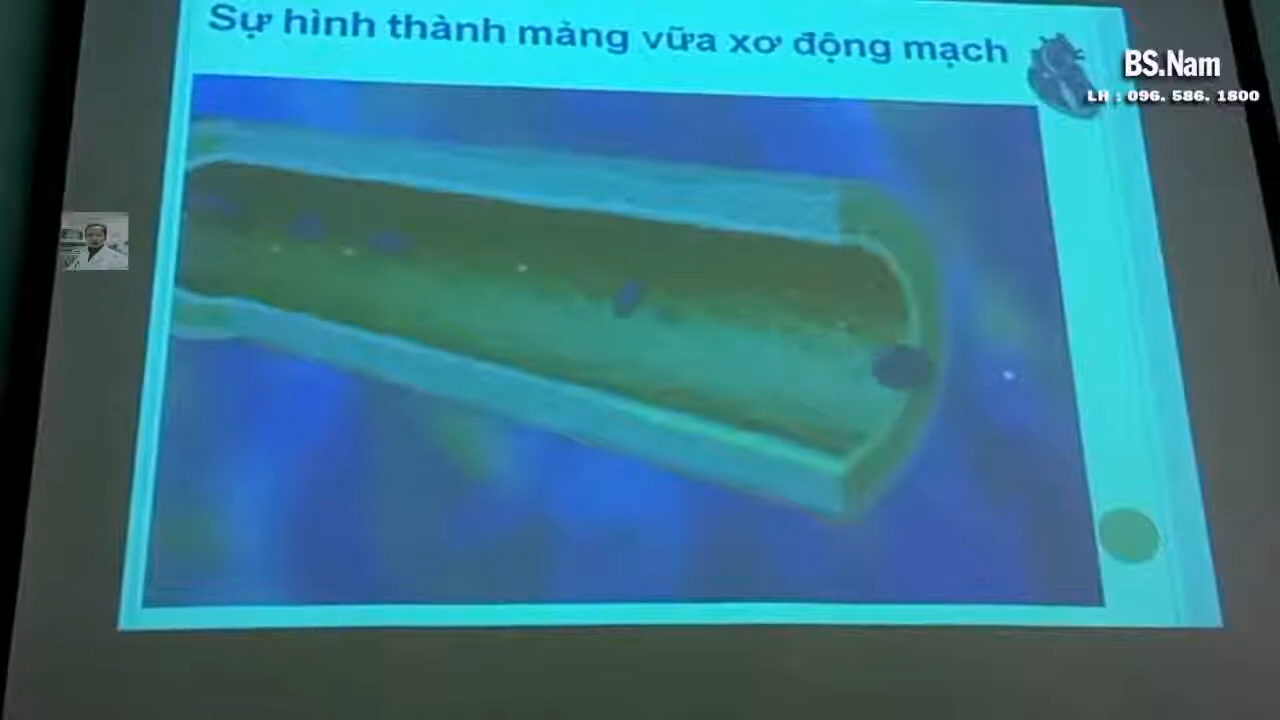 Sự hình thành mảng vữa xơ động mạch
BS.Nam
LH : 096. 586. 1800